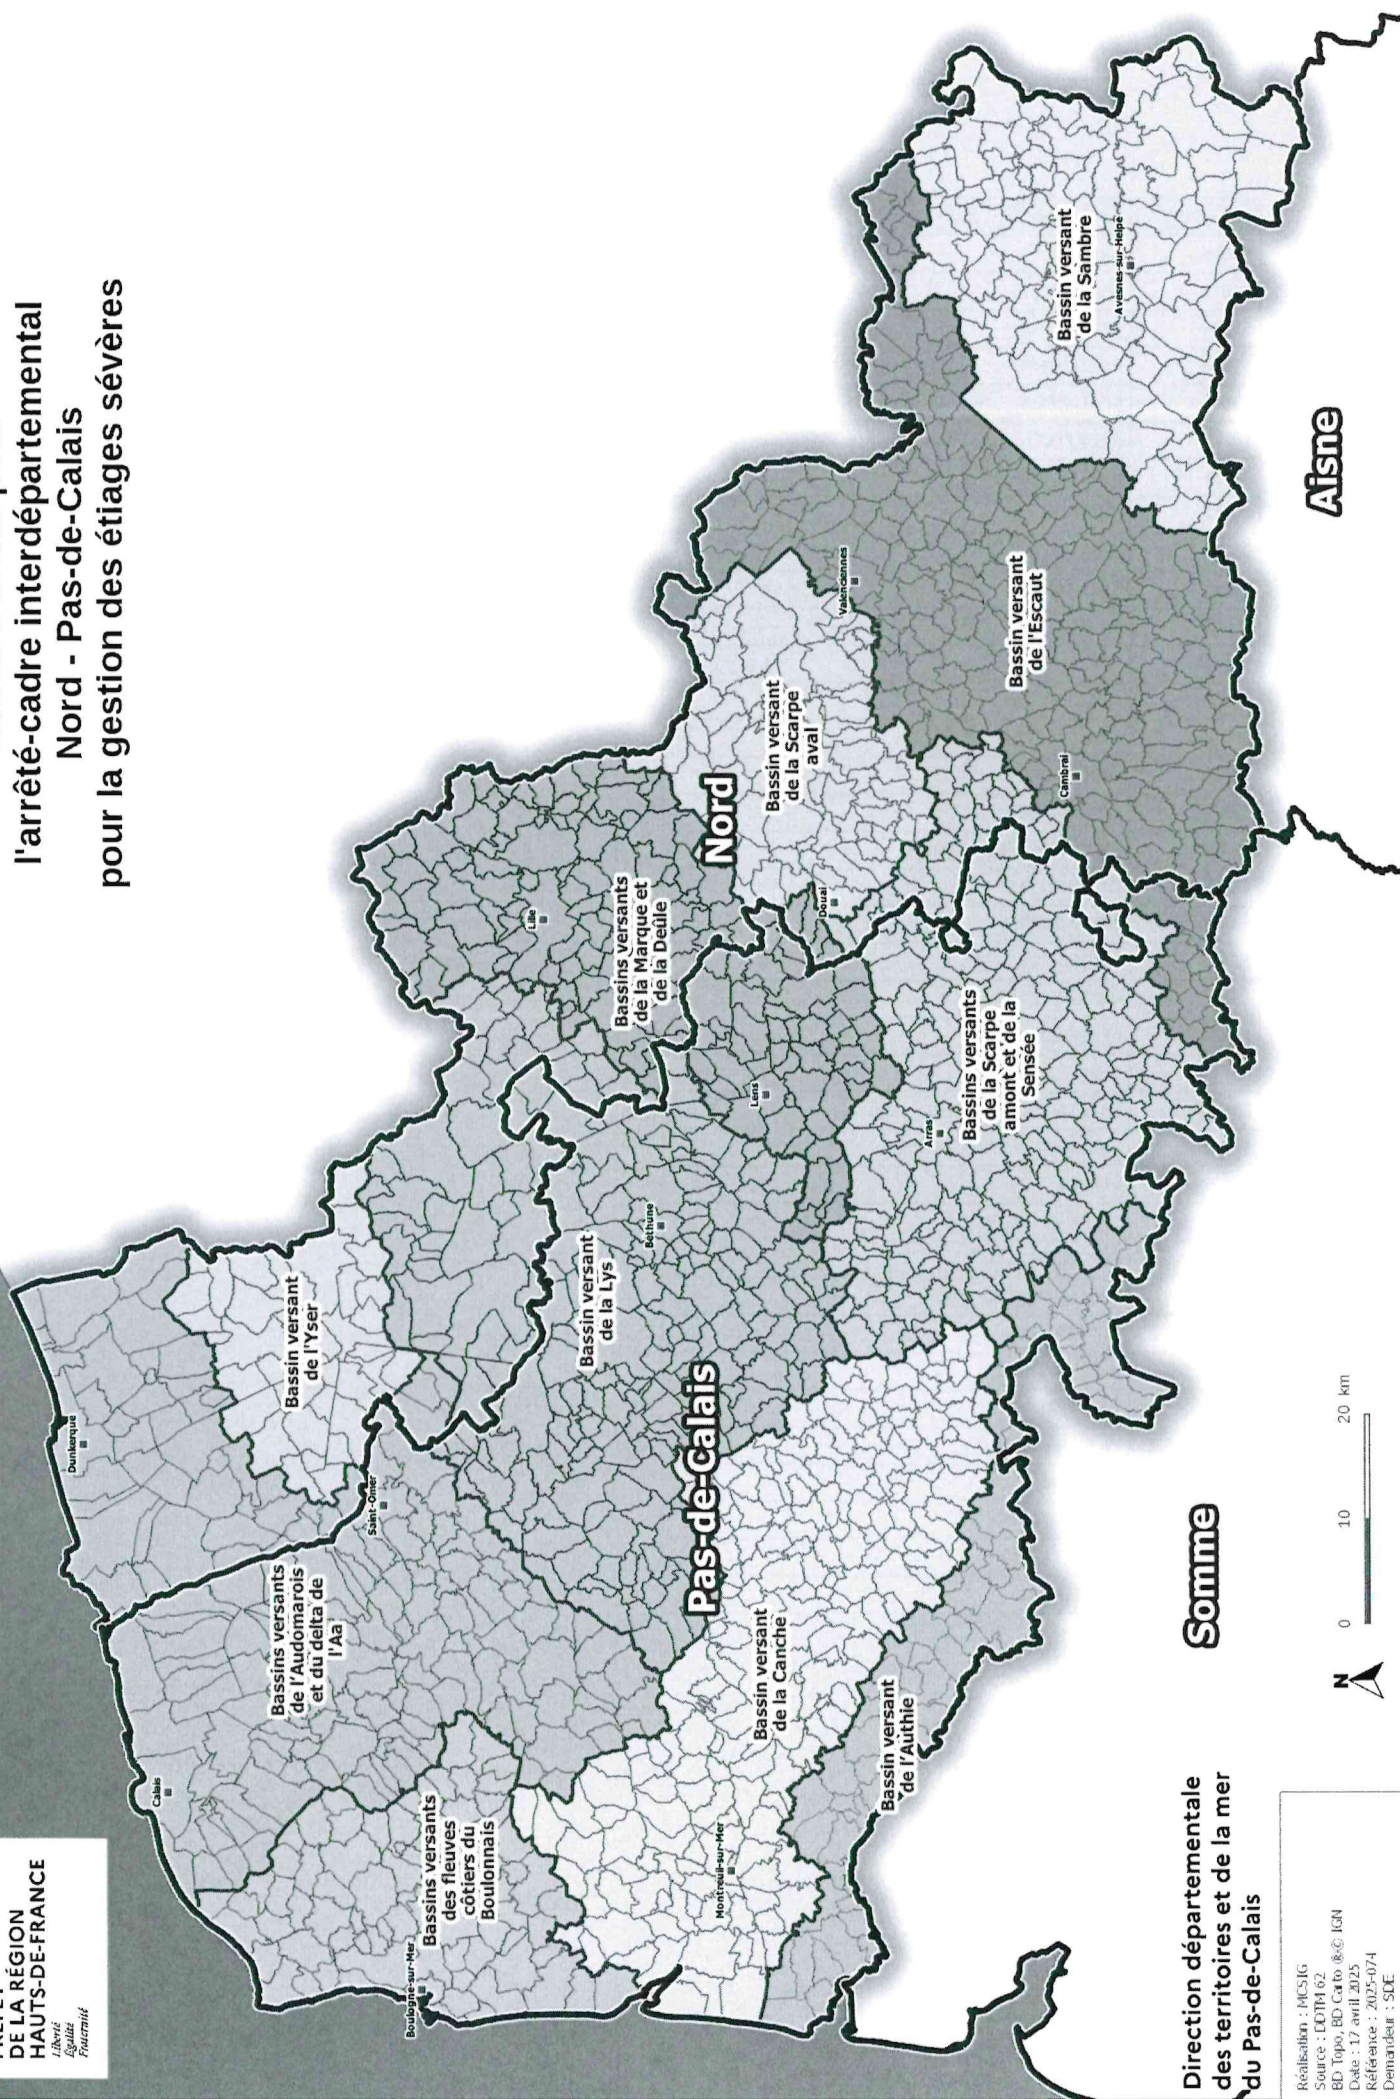 DE LA RÉGION
HAUTS-DE-FRANCE
Liberté
Égalité
Fraternité
l'arrêté-cadre interdépartemental
Nord - Pas-de-Calais
pour la gestion des étiages sévères
Dunkerque
Calais
Bassins versants
de l'Audomarois
et du delta de
l'Aa
Bassin versant
de l'Yser
Saint-Omer
Boulogne-sur-Mer
Bassins versants
des fleuves
côtiers du
Boulonnais
Lille
Bassin versant
de la Lys
Béthune
Bassins versants
de la Marque et
de la Deûle
Pas-de-Calais
Nord
Montreuil-sur-Mer
Bassin versant
de la Canche
Lens
Douai
Bassin versant
de la Scarpe
aval
Valenciennes
Bassin versant
de l'Authie
Arras
Bassins versants
de la Scarpe
amont et de la
Sensée
Cambrai
Bassin versant
de l'Escaut
Bassin versant
de la Sambre
Avesnes-sur-Helpe
Somme
Aisne
Direction départementale
des territoires et de la mer
du Pas-de-Calais
N
0 10 20 km
Réalisation : MCSIG
Source : DDTM 62
BD Topo, BD Carto ®© IGN
Date : 17 avril 2025
Référence : 2025-074
Demandeur : SDE